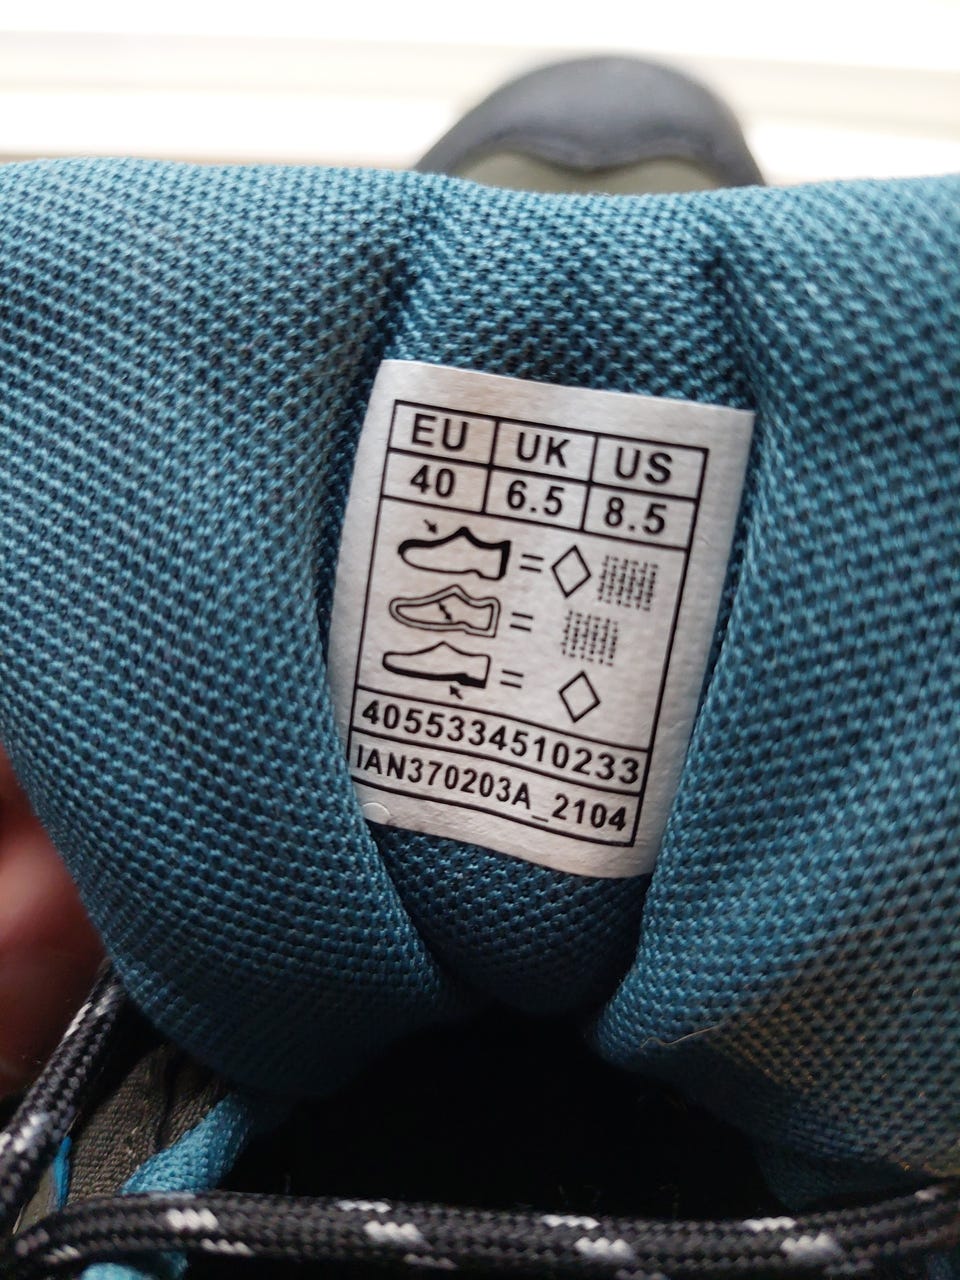 EU UK US
40 6.5 8.5
=
=
=
4055334510233
IAN370203A_2104